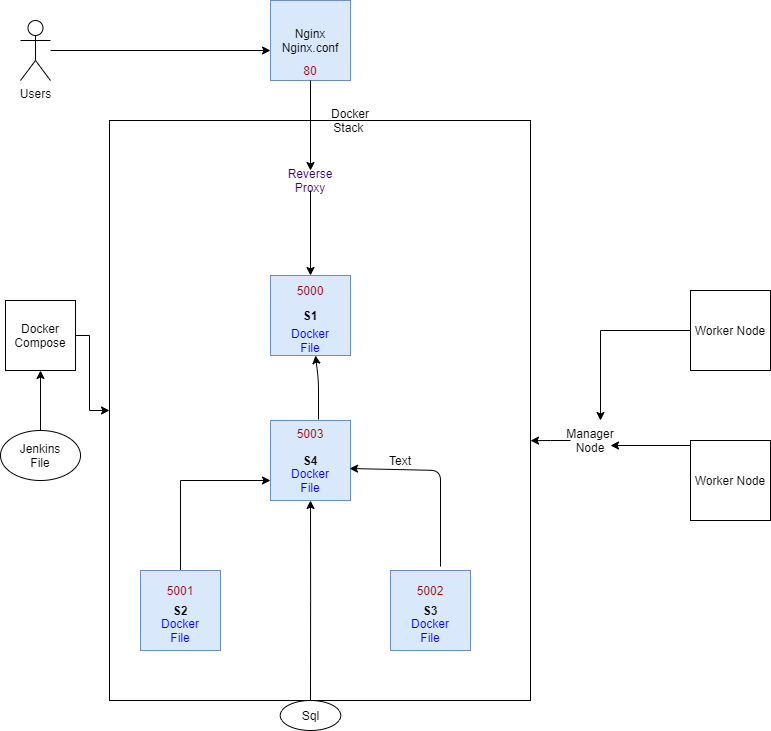 Nginx
Nginx.conf
80
Users
Docker
Stack
Reverse
Proxy
5000
S1
Docker
File
Docker
Compose
Worker Node
5003
S4
Docker
File
Text
Manager
Node
Jenkins
File
Worker Node
5001
S2
Docker
File
5002
S3
Docker
File
Sql